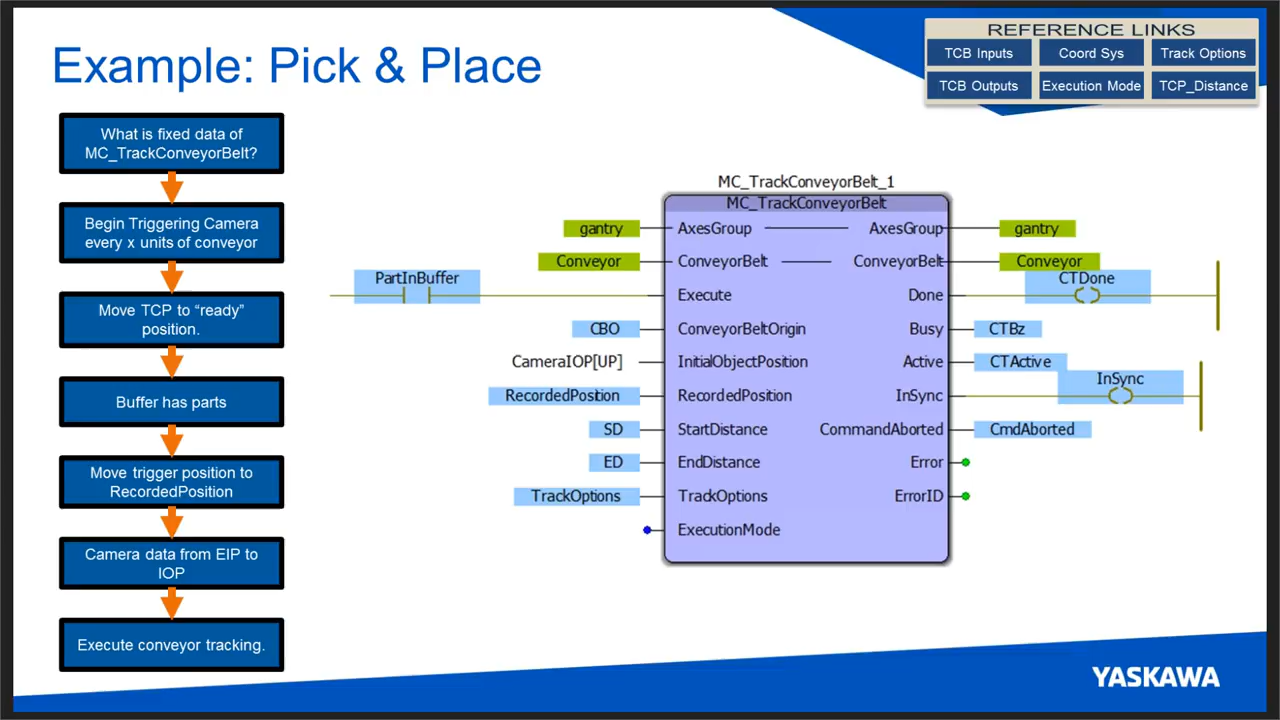 Example: Pick & Place
REFERENCE LINKS
TCB Inputs
Coord Sys
Track Options
TCB Outputs
Execution Mode
TCP_Distance
What is fixed data of
MC_TrackConveyorBelt?
Begin Triggering Camera
every x units of conveyor
Move TCP to “ready”
position.
Buffer has parts
Move trigger position to
RecordedPosition
Camera data from EIP to
IOP
Execute conveyor tracking.
MC_TrackConveyorBelt_1
MC_TrackConveyorBelt
gantry
AxesGroup
AxesGroup
gantry
Conveyor
ConveyorBelt
ConveyorBelt
Conveyor
PartInBuffer
Execute
Done
CTDone
CBO
ConveyorBeltOrigin
Busy
CTBz
CameraIOP[UP]
InitialObjectPosition
Active
CTActive
RecordedPostion
RecordedPosition
InSync
InSync
SD
StartDistance
CommandAborted
CmdAborted
ED
EndDistance
Error
TrackOptions
TrackOptions
ErrorID
ExecutionMode
YASKAWA